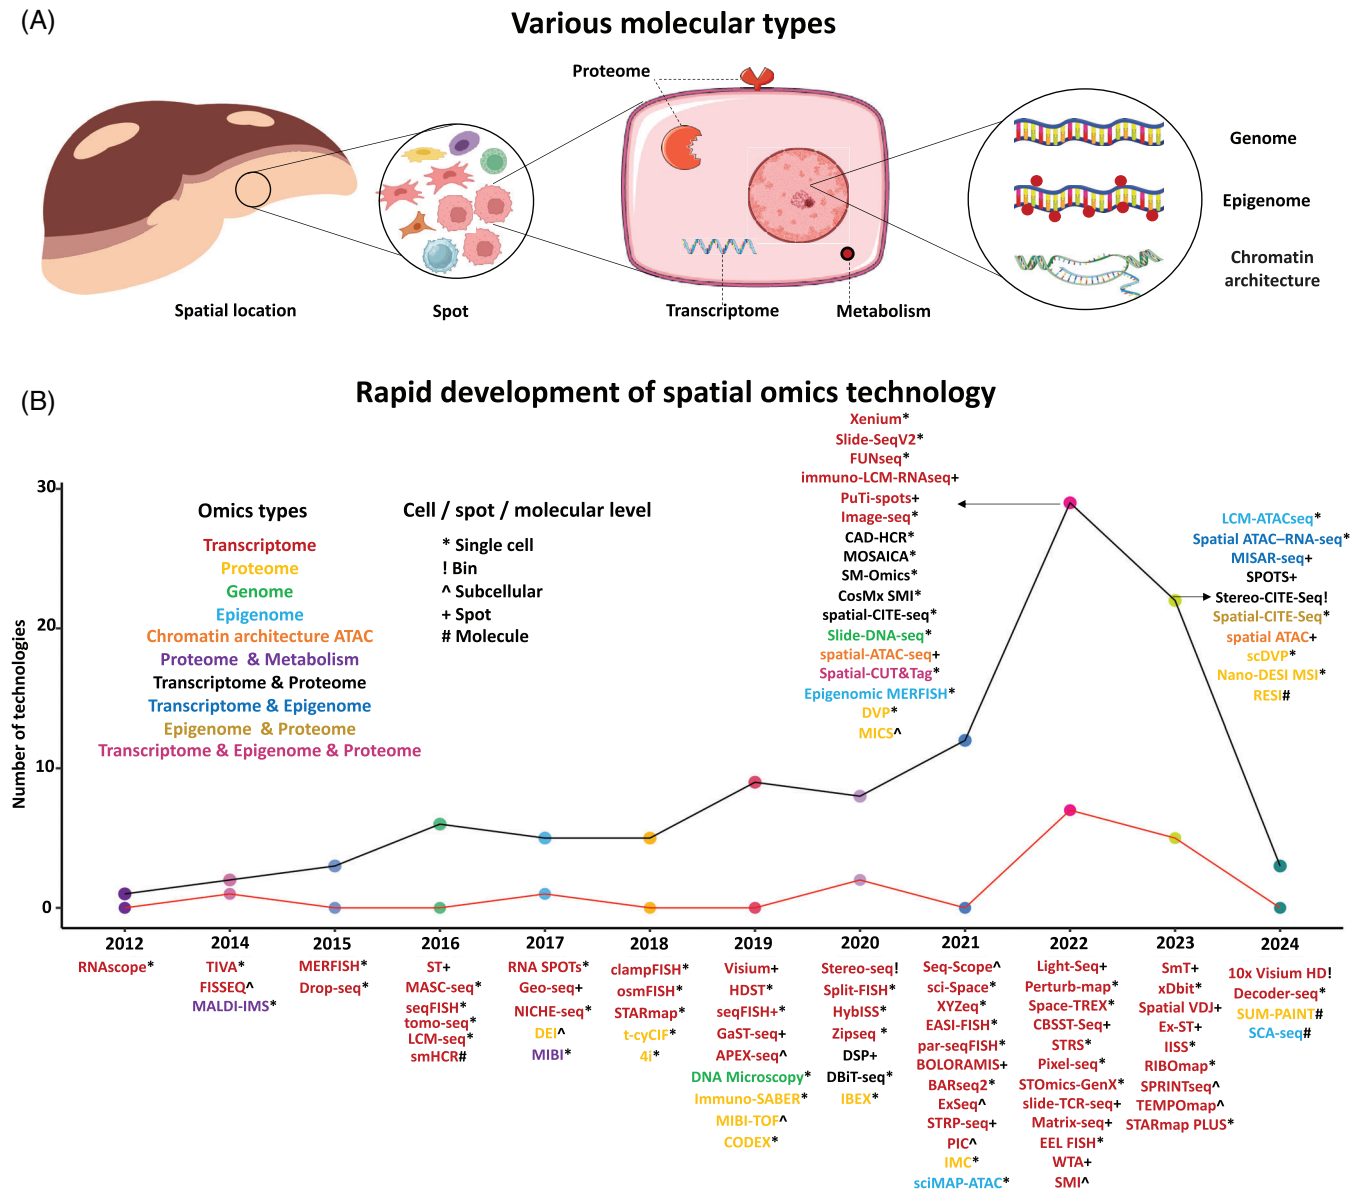 (A)
Various molecular types
Proteome
Genome
Epigenome
Chromatin
architecture
Spatial location
Spot
Transcriptome
Metabolism
(B)
Rapid development of spatial omics technology
Number of technologies
30
20
10
0
Omics types
Transcriptome
Proteome
Genome
Epigenome
Chromatin architecture ATAC
Proteome & Metabolism
Transcriptome & Proteome
Transcriptome & Epigenome
Epigenome & Proteome
Transcriptome & Epigenome & Proteome
Cell / spot / molecular level
* Single cell
! Bin
^ Subcellular
+ Spot
# Molecule
Xenium*
Slide-SeqV2*
FUNseq*
immuno-LCM-RNAseq+
PuTi-spots+
Image-seq*
CAD-HCR*
MOSAICA*
SM-Omics*
CosMx SMI*
spatial-CITE-seq*
Slide-DNA-seq*
spatial-ATAC-seq+
Spatial-CUT&Tag*
Epigenomic MERFISH*
DVP*
MICS^
LCM-ATACseq*
Spatial ATAC–RNA-seq*
MISAR-seq+
SPOTS+
Stereo-CITE-Seq!
Spatial-CITE-Seq*
spatial ATAC+
scDVP*
Nano-DESI MSI*
RESI#
2012
RNAscope*
2014
TIVA*
FISSEQ^
MALDI-IMS*
2015
MERFISH*
Drop-seq*
2016
ST+
MASC-seq*
seqFISH*
tomo-seq*
LCM-seq*
smHCR#
2017
RNA SPOTs*
Geo-seq+
NICHE-seq*
DEI^
MIBI*
2018
clampFISH*
osmFISH*
STARmap*
t-cyCIF*
4i*
2019
Visium+
HDST*
seqFISH+*
GaST-seq+
APEX-seq^
DNA Microscopy*
Immuno-SABER*
MIBI-TOF^
CODEX*
2020
Stereo-seq!
Split-FISH*
HybISS*
Zipseq *
DSP+
DBiT-seq*
IBEX*
2021
Seq-Scope^
sci-Space*
XYZeq*
EASI-FISH*
par-seqFISH*
BOLORAMIS+
BARseq2*
ExSeq^
STRP-seq+
PIC^
IMC*
sciMAP-ATAC*
2022
Light-Seq+
Perturb-map*
Space-TREX*
CBSST-Seq+
STRS*
Pixel-seq*
STOmics-GenX*
slide-TCR-seq+
Matrix-seq+
EEL FISH*
WTA+
SMI^
2023
SmT+
xDbit*
Spatial VDJ+
Ex-ST+
IISS*
RIBOmap*
SPRINTseq^
TEMPOmap^
STARmap PLUS*
2024
10x Visium HD!
Decoder-seq*
SUM-PAINT#
SCA-seq#